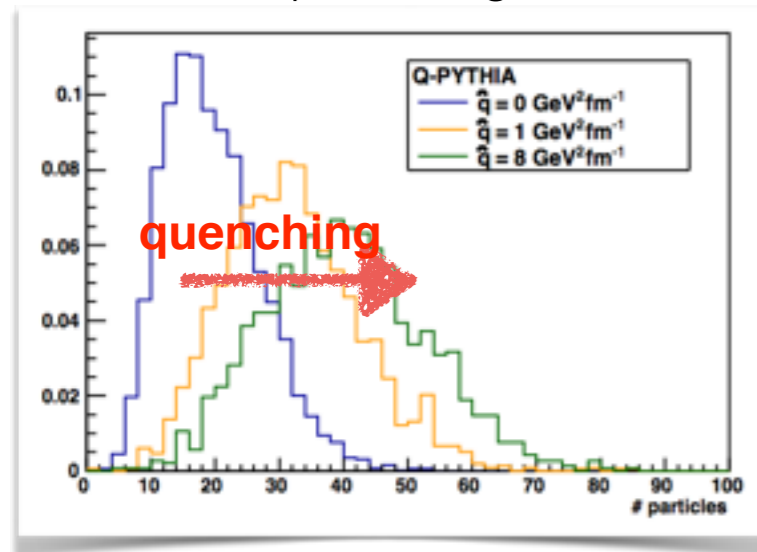 Q-PYTHIA
q̂ = 0 GeV²fm⁻¹
q̂ = 1 GeV²fm⁻¹
q̂ = 8 GeV²fm⁻¹
0.1
0.08
quenching
0.06
0.04
0.02
0
0 10 20 30 40 50 60 70 80 90 100
# particles